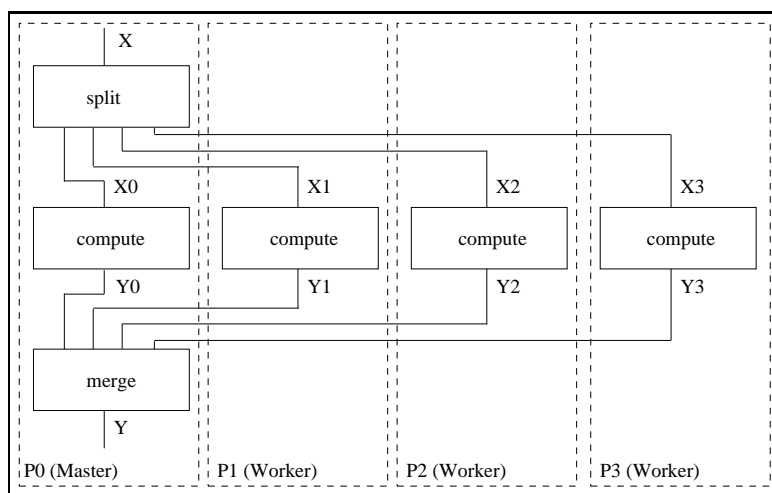 X
split
X0 X1 X2 X3
compute compute compute compute
Y0 Y1 Y2 Y3
merge
Y
P0 (Master) P1 (Worker) P2 (Worker) P3 (Worker)